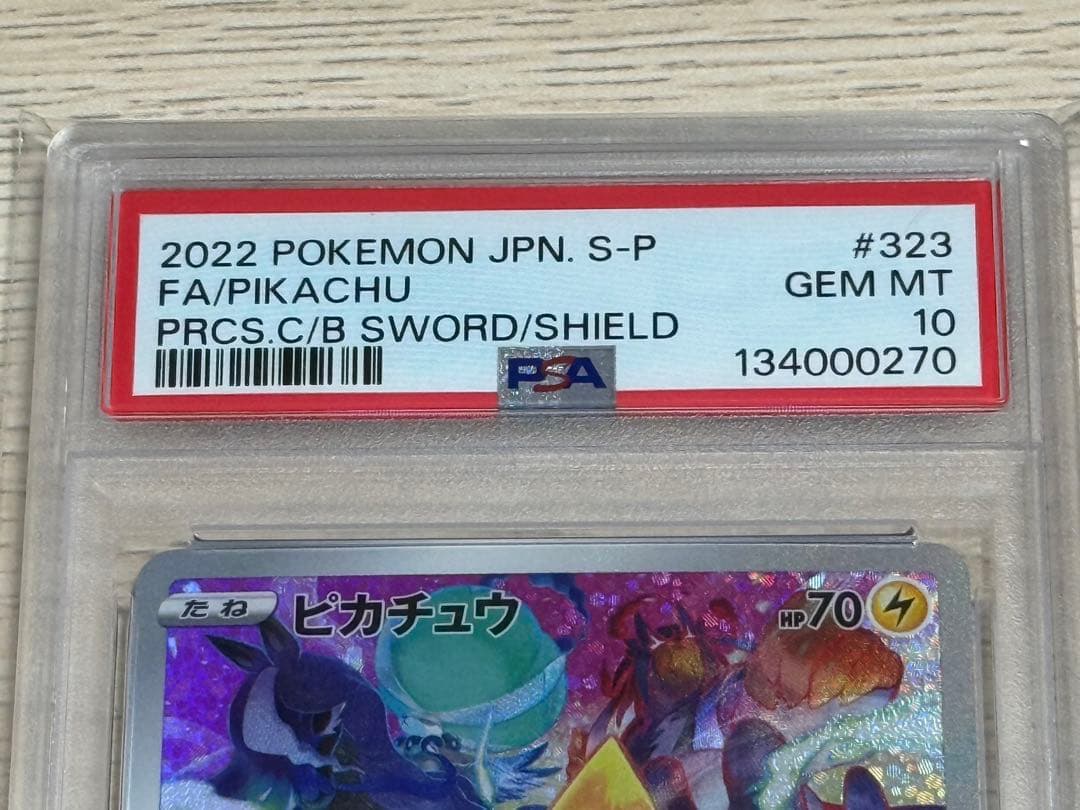 2022 POKEMON JPN. S-P #323
FA/PIKACHU GEM MT
PRCS.C/B SWORD/SHIELD 10
PSA 134000270
たね ピカチュウ HP70